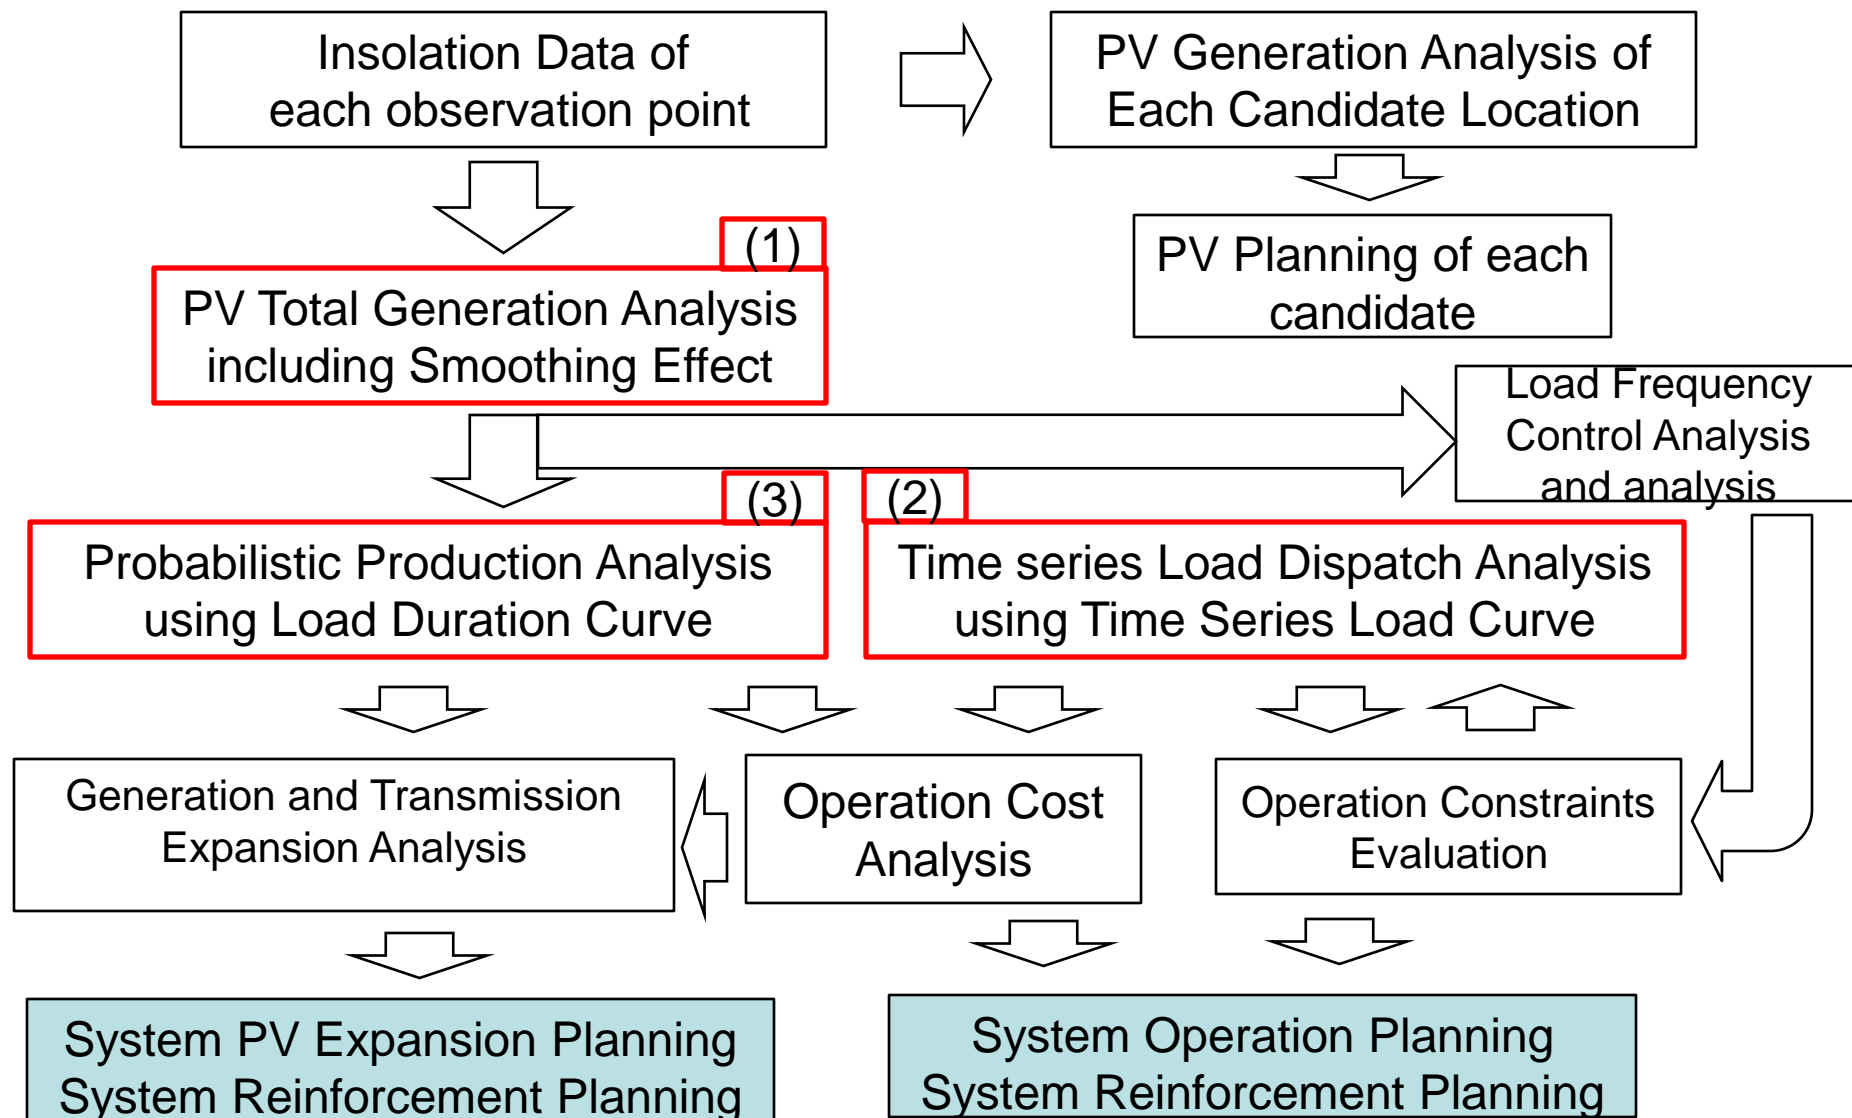 Insolation Data of
each observation point
PV Generation Analysis of
Each Candidate Location
(1)
PV Total Generation Analysis
including Smoothing Effect
PV Planning of each
candidate
Load Frequency
Control Analysis
and analysis
(3)
Probabilistic Production Analysis
using Load Duration Curve
(2)
Time series Load Dispatch Analysis
using Time Series Load Curve
Generation and Transmission
Expansion Analysis
Operation Cost
Analysis
Operation Constraints
Evaluation
System PV Expansion Planning
System Reinforcement Planning
System Operation Planning
System Reinforcement Planning